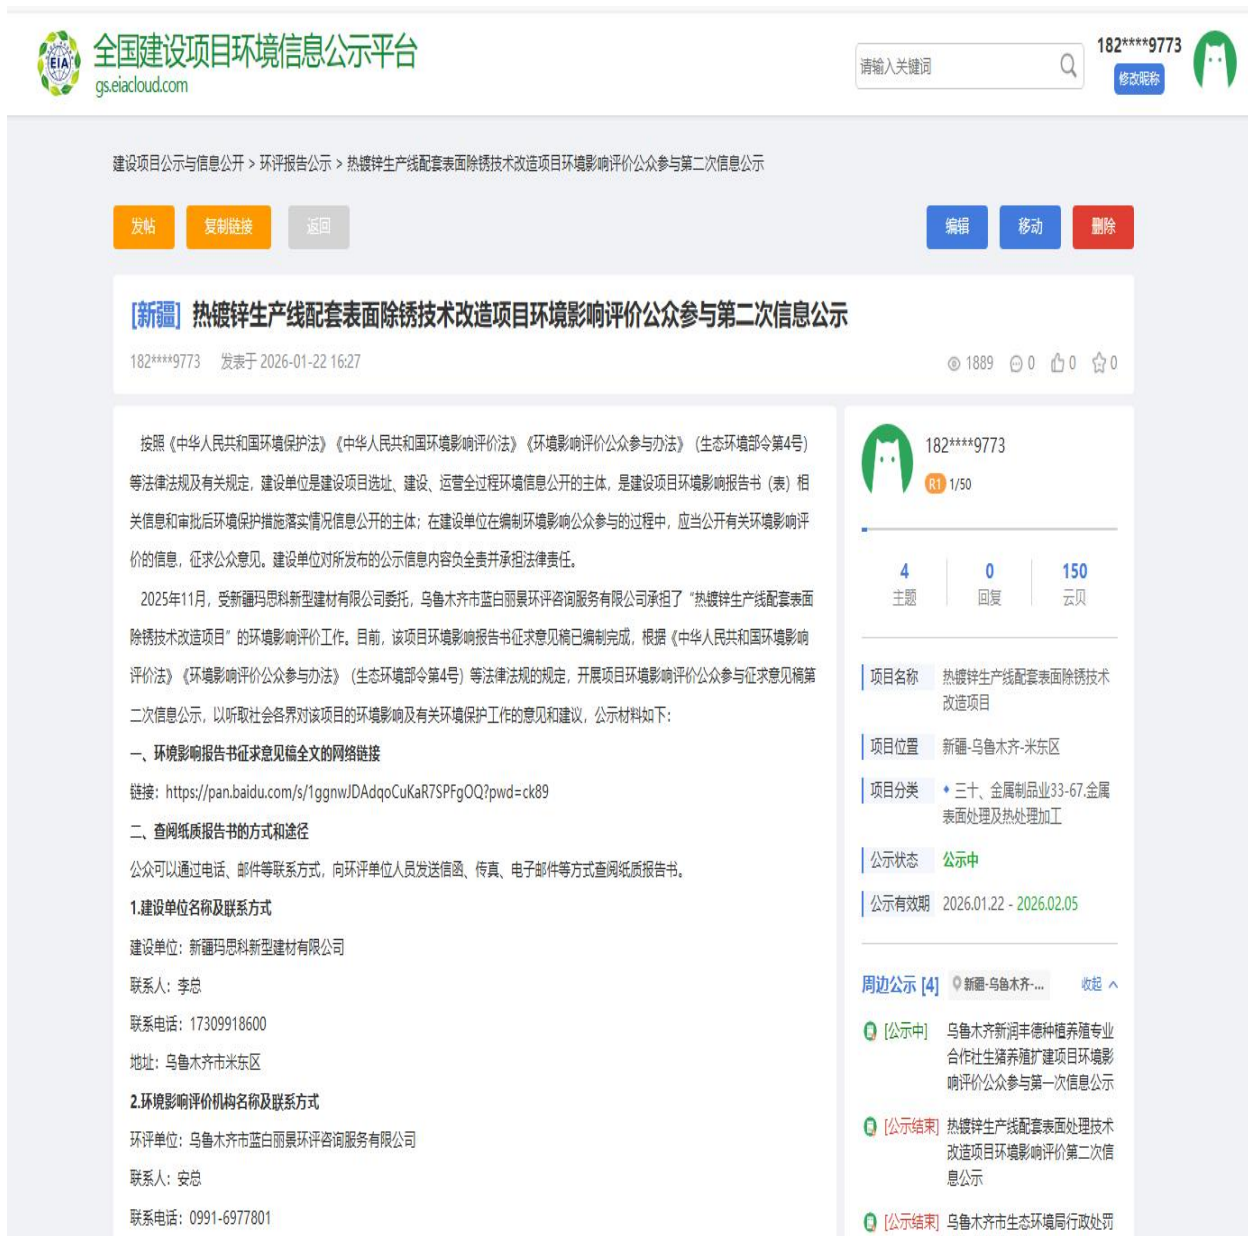 全国建设项目环境信息公示平台
gs.eiacloud.com
请输入关键词
182****9773
修改昵称
建设项目公示与信息公开 > 环评报告公示 > 热镀锌生产线配套表面除锈技术改造项目环境影响评价公众参与第二次信息公示
发帖
复制链接
返回
编辑
移动
删除
[新疆] 热镀锌生产线配套表面除锈技术改造项目环境影响评价公众参与第二次信息公示
182****9773 发表于 2026-01-22 16:27
1889 0 0 0
按照《中华人民共和国环境保护法》《中华人民共和国环境影响评价法》《环境影响评价公众参与办法》（生态环境部令第4号）
等法律法规及有关规定，建设单位是建设项目选址、建设、运营全过程环境信息公开的主体，是建设项目环境影响报告书（表）相
关信息和审批后环境保护措施落实情况信息公开的主体；在建设单位在编制环境影响公众参与的过程中，应当公开有关环境影响评
价的信息，征求公众意见。建设单位对所发布的公示信息内容负全责并承担法律责任。
2025年11月，受新疆玛思科新型建材有限公司委托，乌鲁木齐市蓝白丽景环评咨询服务有限公司承担了“热镀锌生产线配套表面
除锈技术改造项目”的环境影响评价工作。目前，该项目环境影响报告书征求意见稿已编制完成，根据《中华人民共和国环境影响
评价法》《环境影响评价公众参与办法》（生态环境部令第4号）等法律法规的规定，开展项目环境影响评价公众参与征求意见稿第
二次信息公示，以听取社会各界对该项目的环境影响及有关环境保护工作的意见和建议，公示材料如下：
一、环境影响报告书征求意见稿全文的网络链接
链接：https://pan.baidu.com/s/1ggnwJDAdqoCuKaR7SPFgOQ?pwd=ck89
二、查阅纸质报告书的方式和途径
公众可以通过电话、邮件等联系方式，向环评单位人员发送信函、传真、电子邮件等方式查阅纸质报告书。
1.建设单位名称及联系方式
建设单位：新疆玛思科新型建材有限公司
联系人：李总
联系电话：17309918600
地址：乌鲁木齐市米东区
2.环境影响评价机构名称及联系方式
环评单位：乌鲁木齐市蓝白丽景环评咨询服务有限公司
联系人：安总
联系电话：0991-6977801
182****9773
R1 1/50
4 0 150
主题 回复 云贝
项目名称 热镀锌生产线配套表面除锈技术
改造项目
项目位置 新疆-乌鲁木齐-米东区
项目分类 三十、金属制品业33-67.金属
表面处理及热处理加工
公示状态 公示中
公示有效期 2026.01.22 - 2026.02.05
周边公示 [4] 新疆-乌鲁木齐-... 收起
[公示中] 乌鲁木齐新润丰德种植养殖专业
合作社生猪养殖扩建项目环境影
响评价公众参与第一次信息公示
[公示结束] 热镀锌生产线配套表面处理技术
改造项目环境影响评价第二次信
息公示
[公示结束] 乌鲁木齐市生态环境局行政处罚